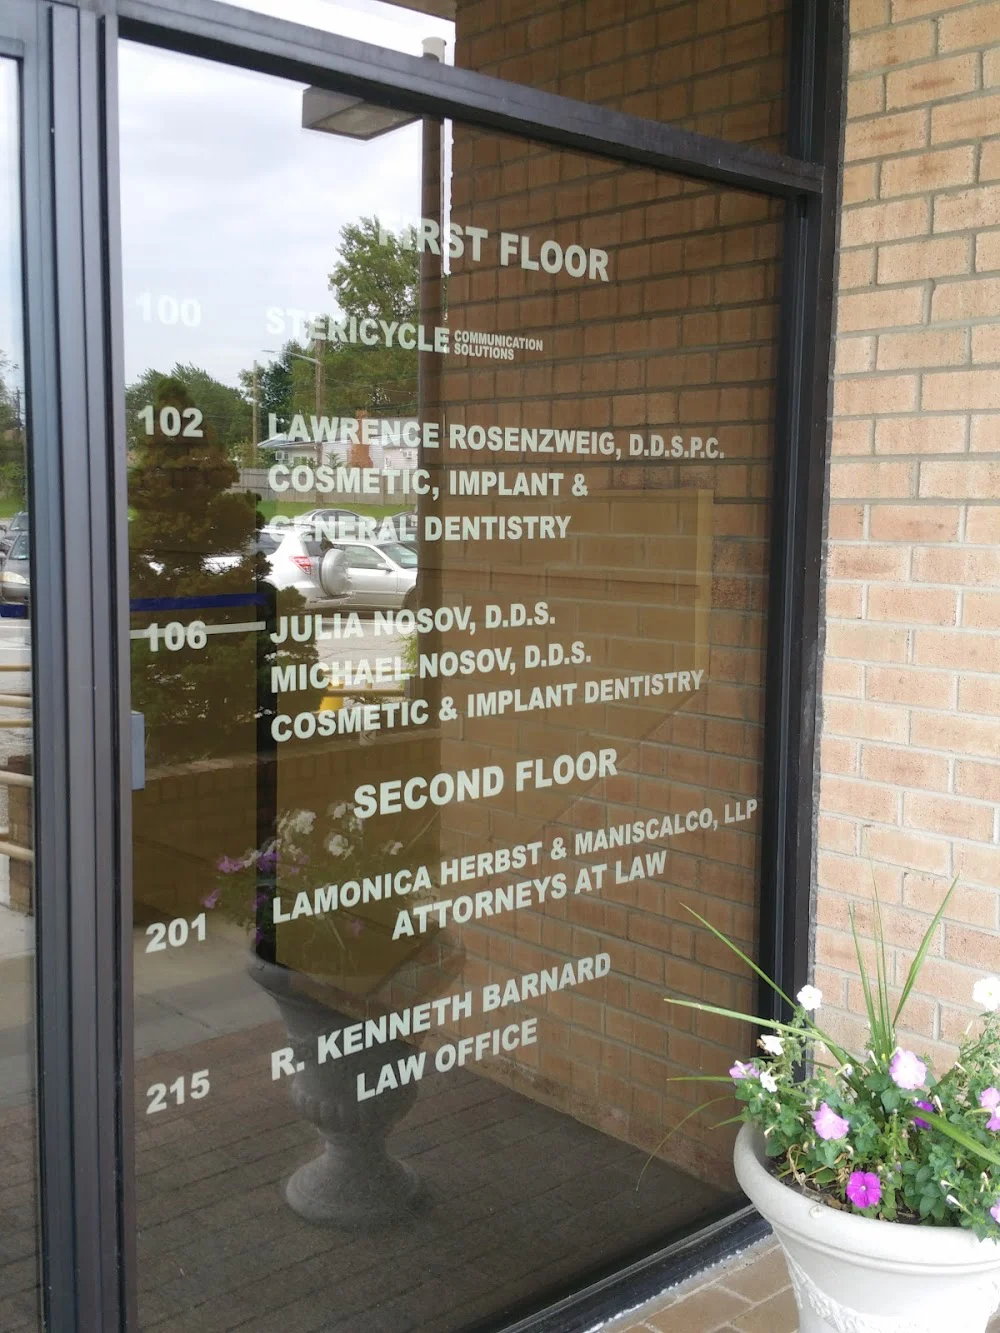 FIRST FLOOR
100 STERICYCLE COMMUNICATION SOLUTIONS
102 LAWRENCE ROSENZWEIG, D.D.S.P.C.
COSMETIC, IMPLANT &
GENERAL DENTISTRY
106 JULIA NOSOV, D.D.S.
MICHAEL NOSOV, D.D.S.
COSMETIC & IMPLANT DENTISTRY
SECOND FLOOR
LAMONICA HERBST & MANISCALCO, LLP
201 ATTORNEYS AT LAW
R. KENNETH BARNARD
215 LAW OFFICE